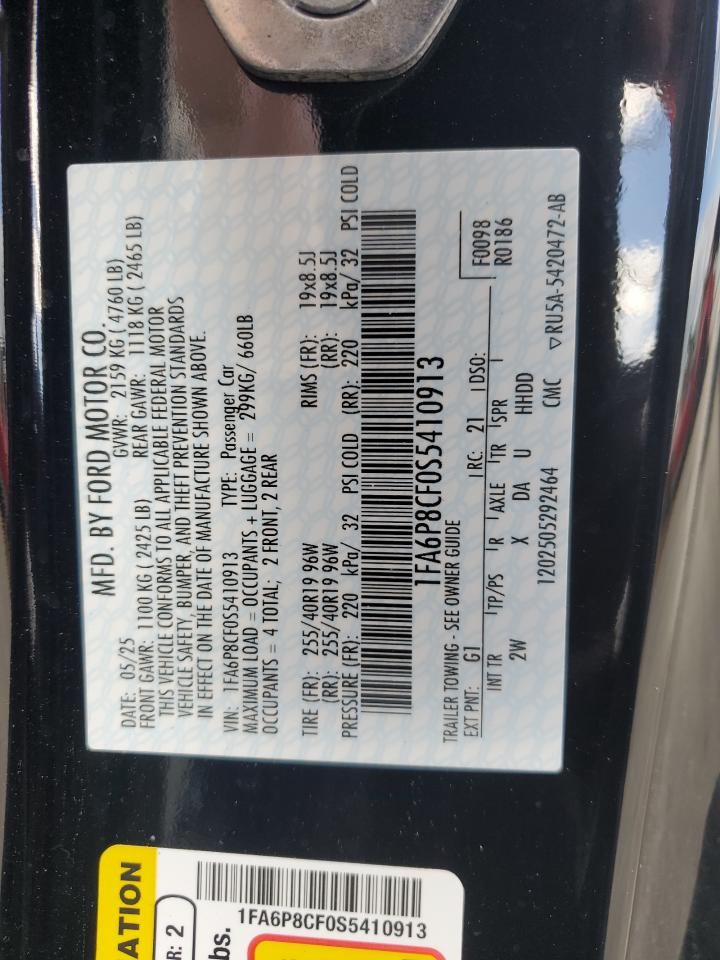 MFD. BY FORD MOTOR CO.
DATE: 05/25 GVWR: 2159 KG ( 4760 LB)
FRONT GAWR: 1100 KG ( 2425 LB) REAR GAWR: 1118 KG ( 2465 LB)
THIS VEHICLE CONFORMS TO ALL APPLICABLE FEDERAL MOTOR
VEHICLE SAFETY, BUMPER, AND THEFT PREVENTION STANDARDS
IN EFFECT ON THE DATE OF MANUFACTURE SHOWN ABOVE.
VIN: 1FA6P8CF0S5410913 TYPE: Passenger Car
MAXIMUM LOAD = OCCUPANTS + LUGGAGE = 299KG/ 660LB
OCCUPANTS = 4 TOTAL; 2 FRONT, 2 REAR
TIRE (FR): 255/40R19 96W RIMS (FR): 19x8.5J
(RR): 255/40R19 96W (RR): 19x8.5J
PRESSURE (FR): 220 kPa/ 32 PSI COLD (RR): 220 kPa/ 32 PSI COLD
1FA6P8CF0S5410913
TRAILER TOWING - SEE OWNER GUIDE
EXT PNT: G1 RC: 21 DSO: F0098
R0186
INT TR TP/PS R AXLE TR SPR
2W X DA U HHDD
1202505292464 CMC ▽RU5A-5420472-AB
ATION
R: 2
1FA6P8CF0S5410913
bs.